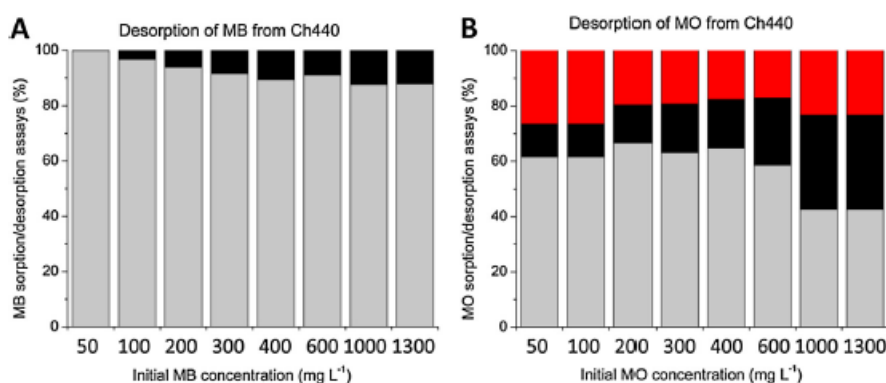 A
Desorption of MB from Ch440
MB sorption/desorption assays (%)
100
80
60
40
20
0
50 100 200 300 400 600 1000 1300
Initial MB concentration (mg L⁻¹)
B
Desorption of MO from Ch440
MO sorption/desorption assays (%)
100
80
60
40
20
0
50 100 200 300 400 600 1000 1300
Initial MO concentration (mg L⁻¹)